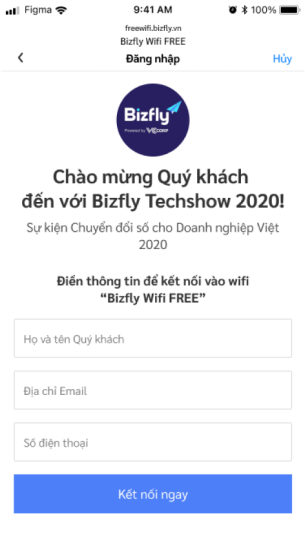 Figma 9:41 AM 100%
freewifi.bizfly.vn
Bizfly Wifi FREE
Đăng nhập Hủy
Bizfly
Powered by VCCORP
Chào mừng Quý khách
đến với Bizfly Techshow 2020!
Sự kiện Chuyển đổi số cho Doanh nghiệp Việt
2020
Điền thông tin để kết nối vào wifi
“Bizfly Wifi FREE”
Họ và tên Quý khách
Địa chỉ Email
Số điện thoại
Kết nối ngay